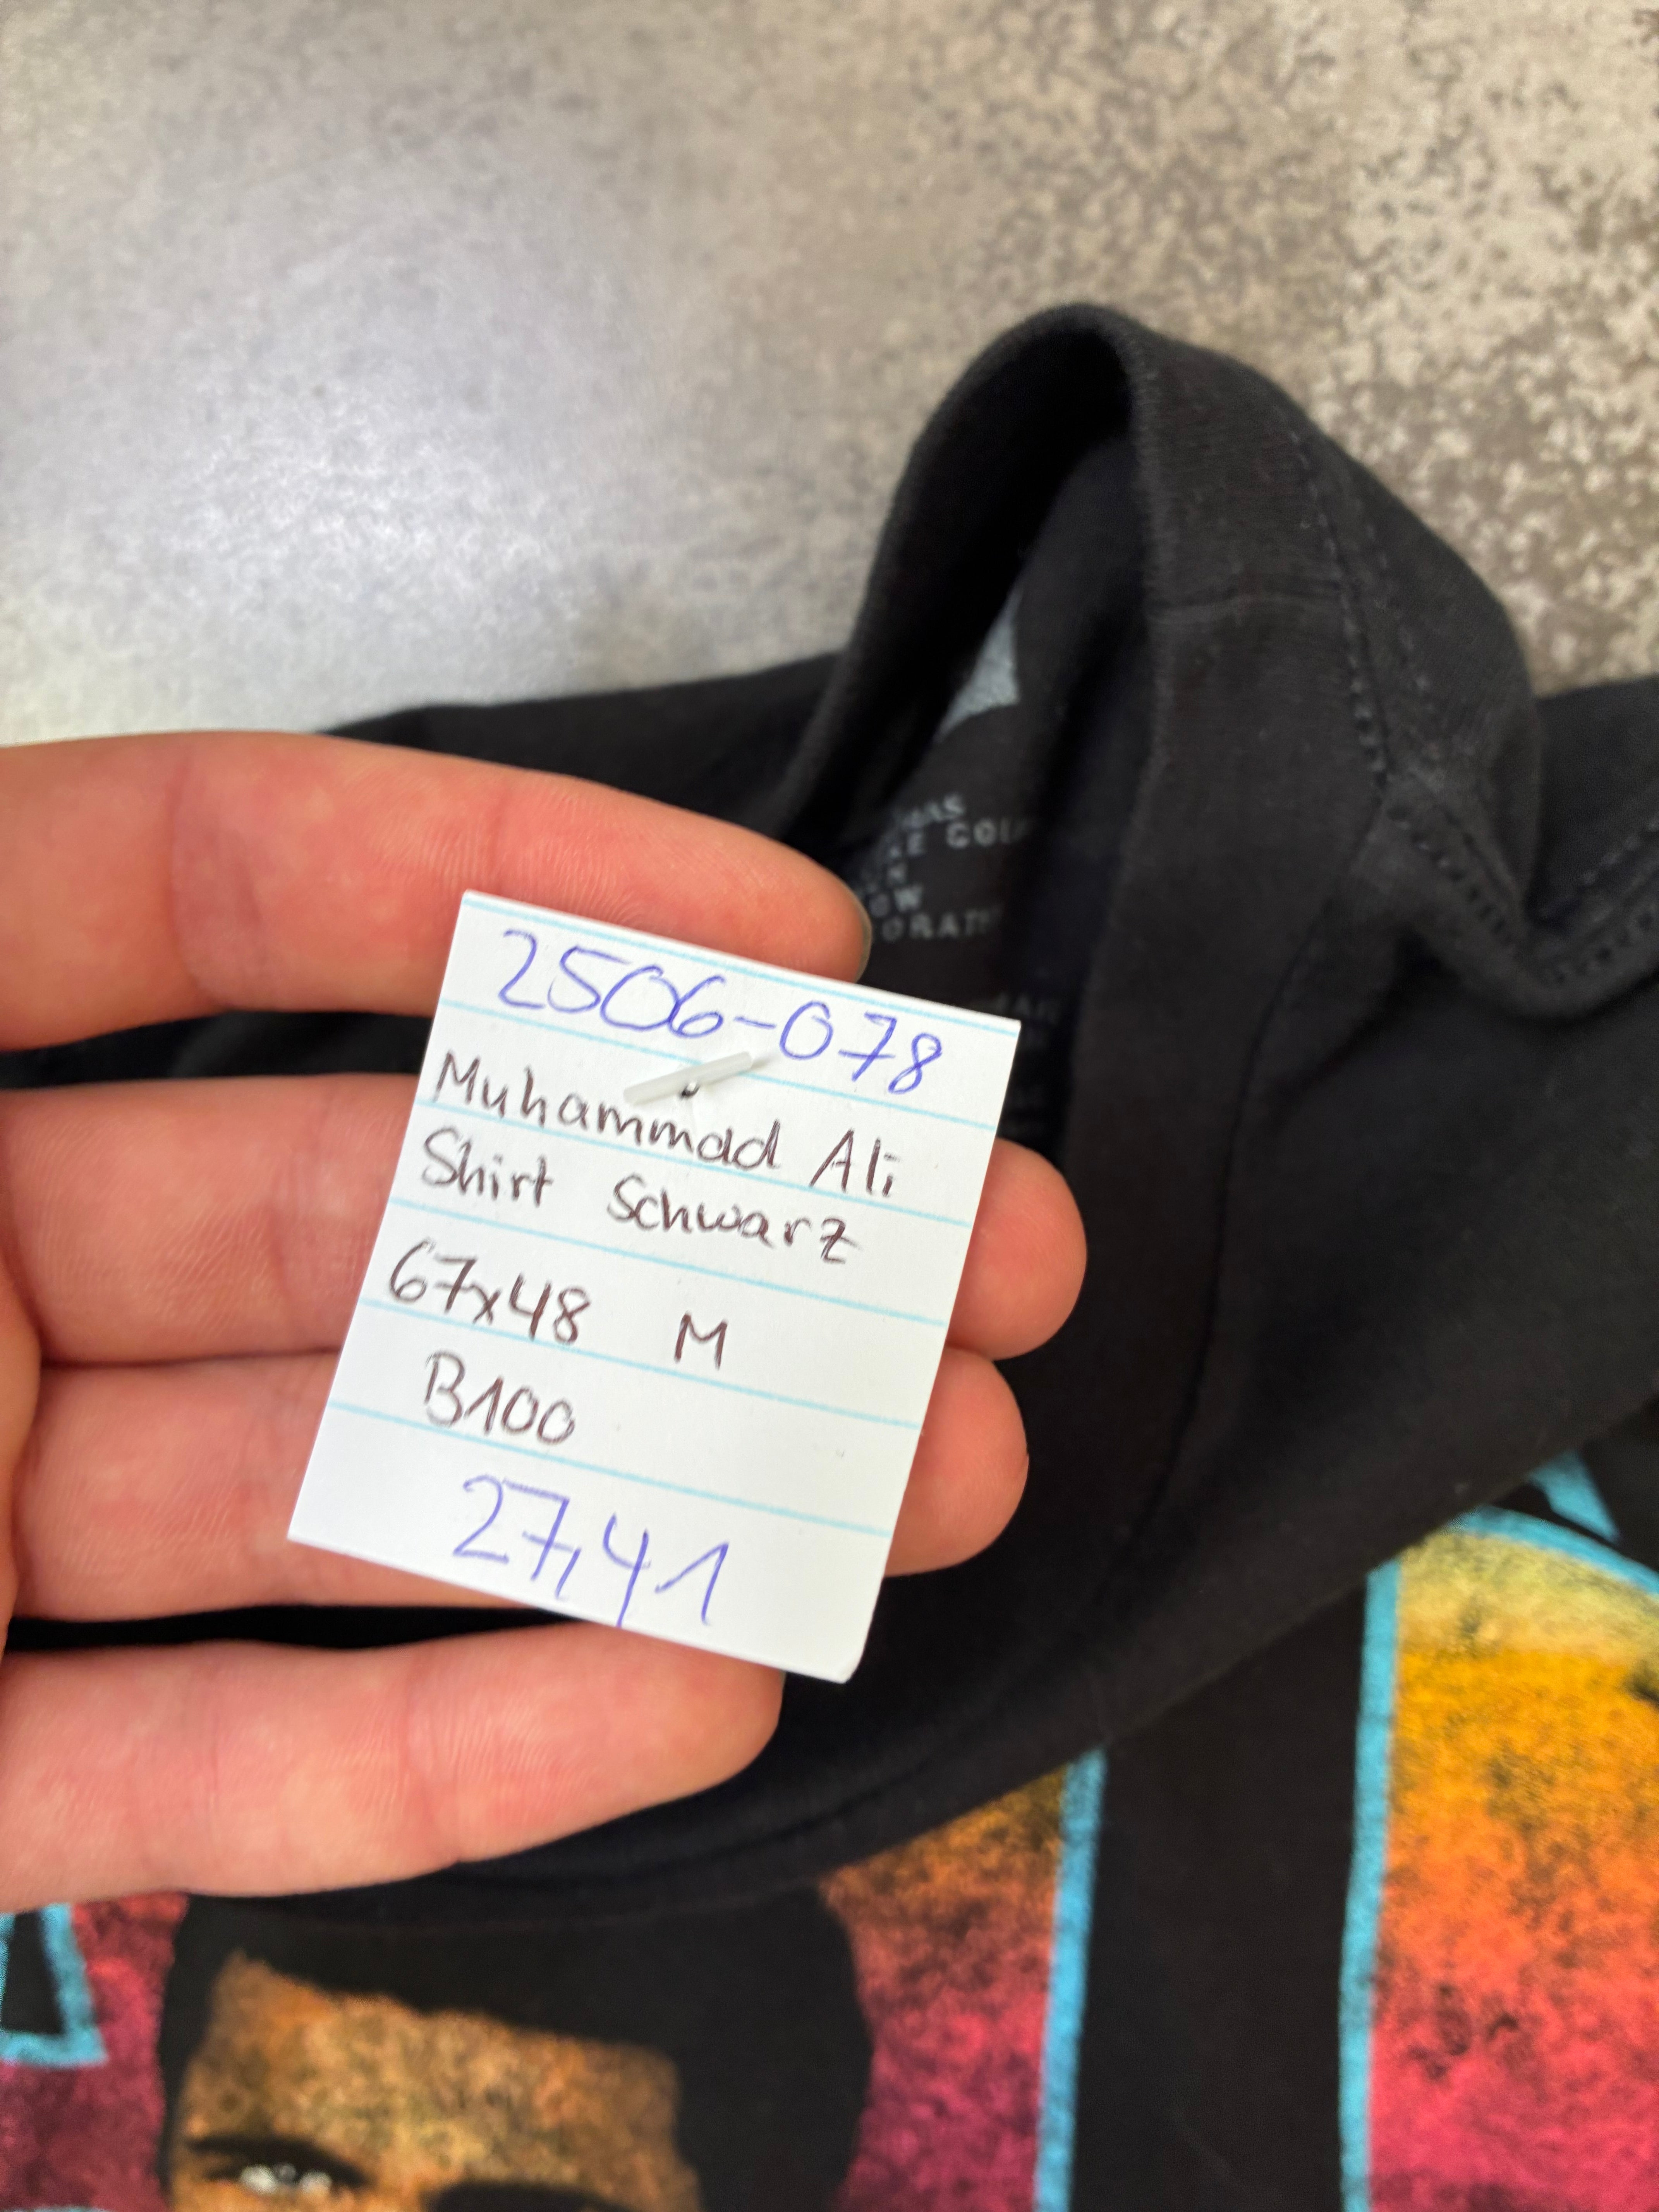 2506-078
Muhammad Ali
Shirt Schwarz
67x48 M
B100
27,41